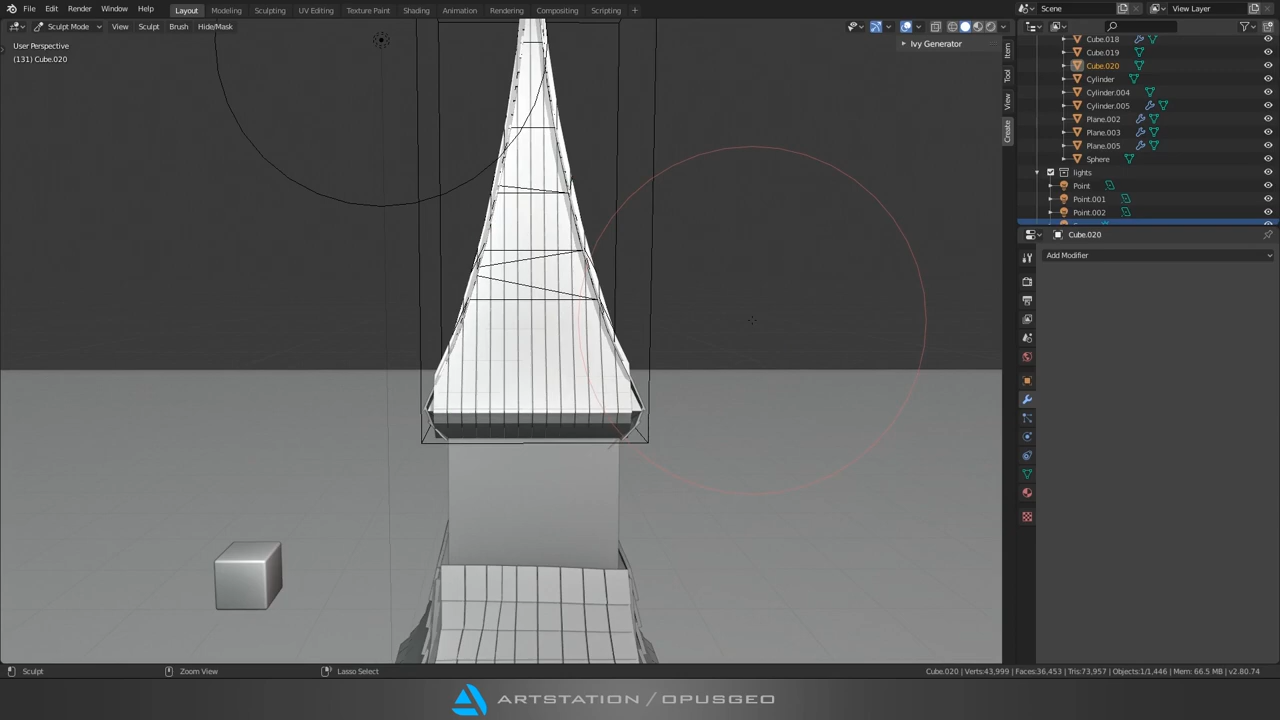 File Edit Render Window Help Layout Modeling Sculpting UV Editing Texture Paint Shading Animation Rendering Compositing Scripting + Scene View Layer
Sculpt Mode View Sculpt Brush Hide/Mask
User Perspective
(131) Cube.020
Ivy Generator
Item
Tool
View
Create
Cube.018
Cube.019
Cube.020
Cylinder
Cylinder.004
Cylinder.005
Plane.002
Plane.003
Plane.005
Sphere
lights
Point
Point.001
Point.002
Cube.020
Add Modifier
Sculpt Zoom View Lasso Select Cube.020 | Verts:43,999 | Faces:36,453 | Tris:73,957 | Objects:1/1,446 | Mem: 66.5 MB | v2.80.74
ARTSTATION / OPUSGEO